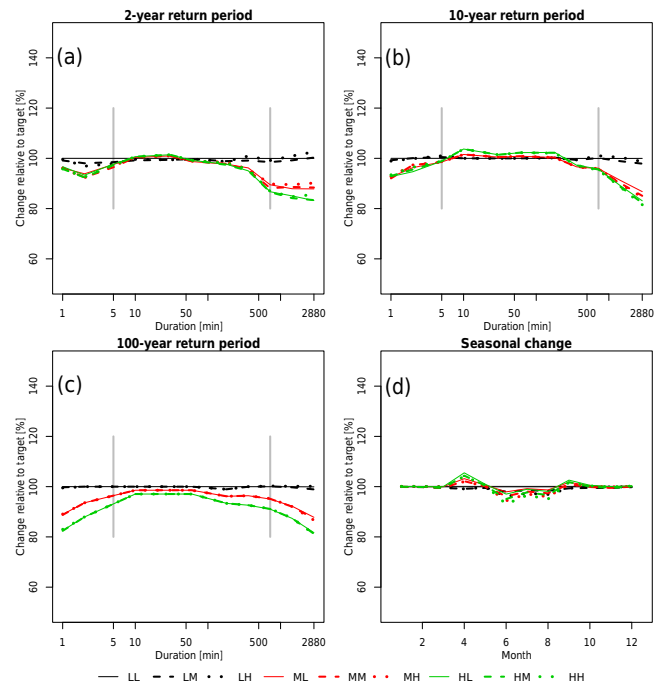 2-year return period
(a)
Change relative to target [%]
60 80 100 120 140
1 5 10 50 500 2880
Duration [min]
10-year return period
(b)
Change relative to target [%]
60 80 100 120 140
1 5 10 50 500 2880
Duration [min]
100-year return period
(c)
Change relative to target [%]
60 80 100 120 140
1 5 10 50 500 2880
Duration [min]
Seasonal change
(d)
Change relative to target [%]
60 80 100 120 140
2 4 6 8 10 12
Month
LL LM LH ML MM MH HL HM HH